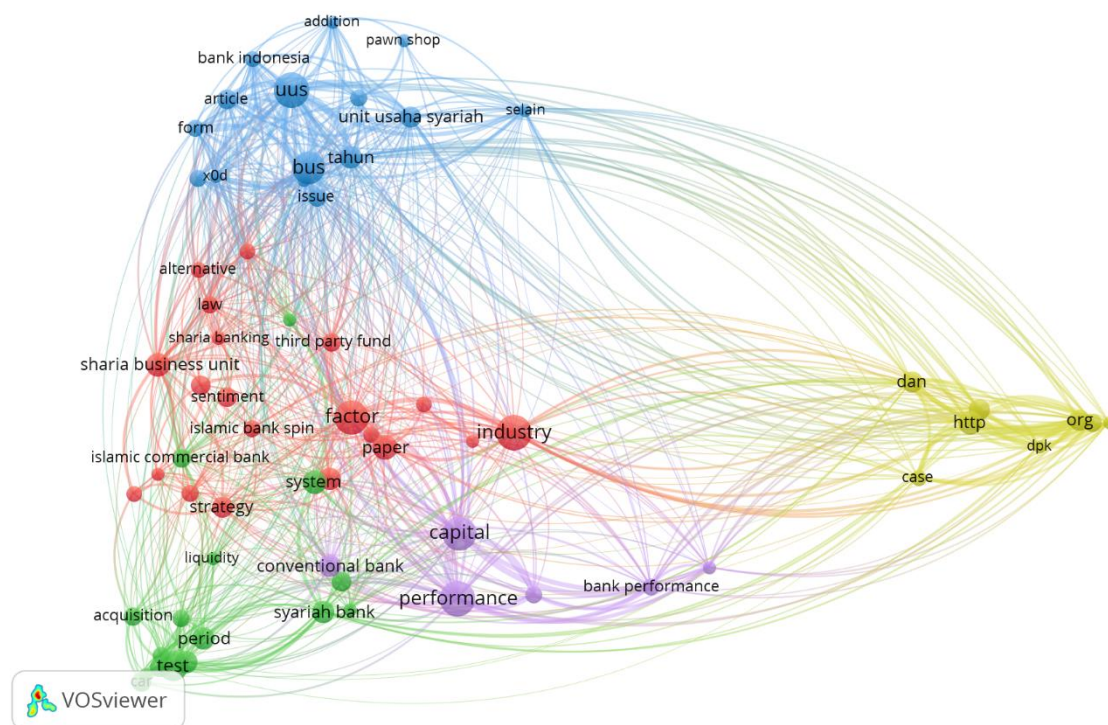 addition
pawn shop
bank indonesia
uus
article
selain
unit usaha syariah
form
tahun
bus
x0d
issue
alternative
law
sharia banking
third party fund
sharia business unit
dan
sentiment
factor
http
org
islamic bank spin
industry
paper
dpk
islamic commercial bank
case
system
strategy
capital
liquidity
conventional bank
bank performance
performance
acquisition
syariah bank
period
test
car
VOSviewer